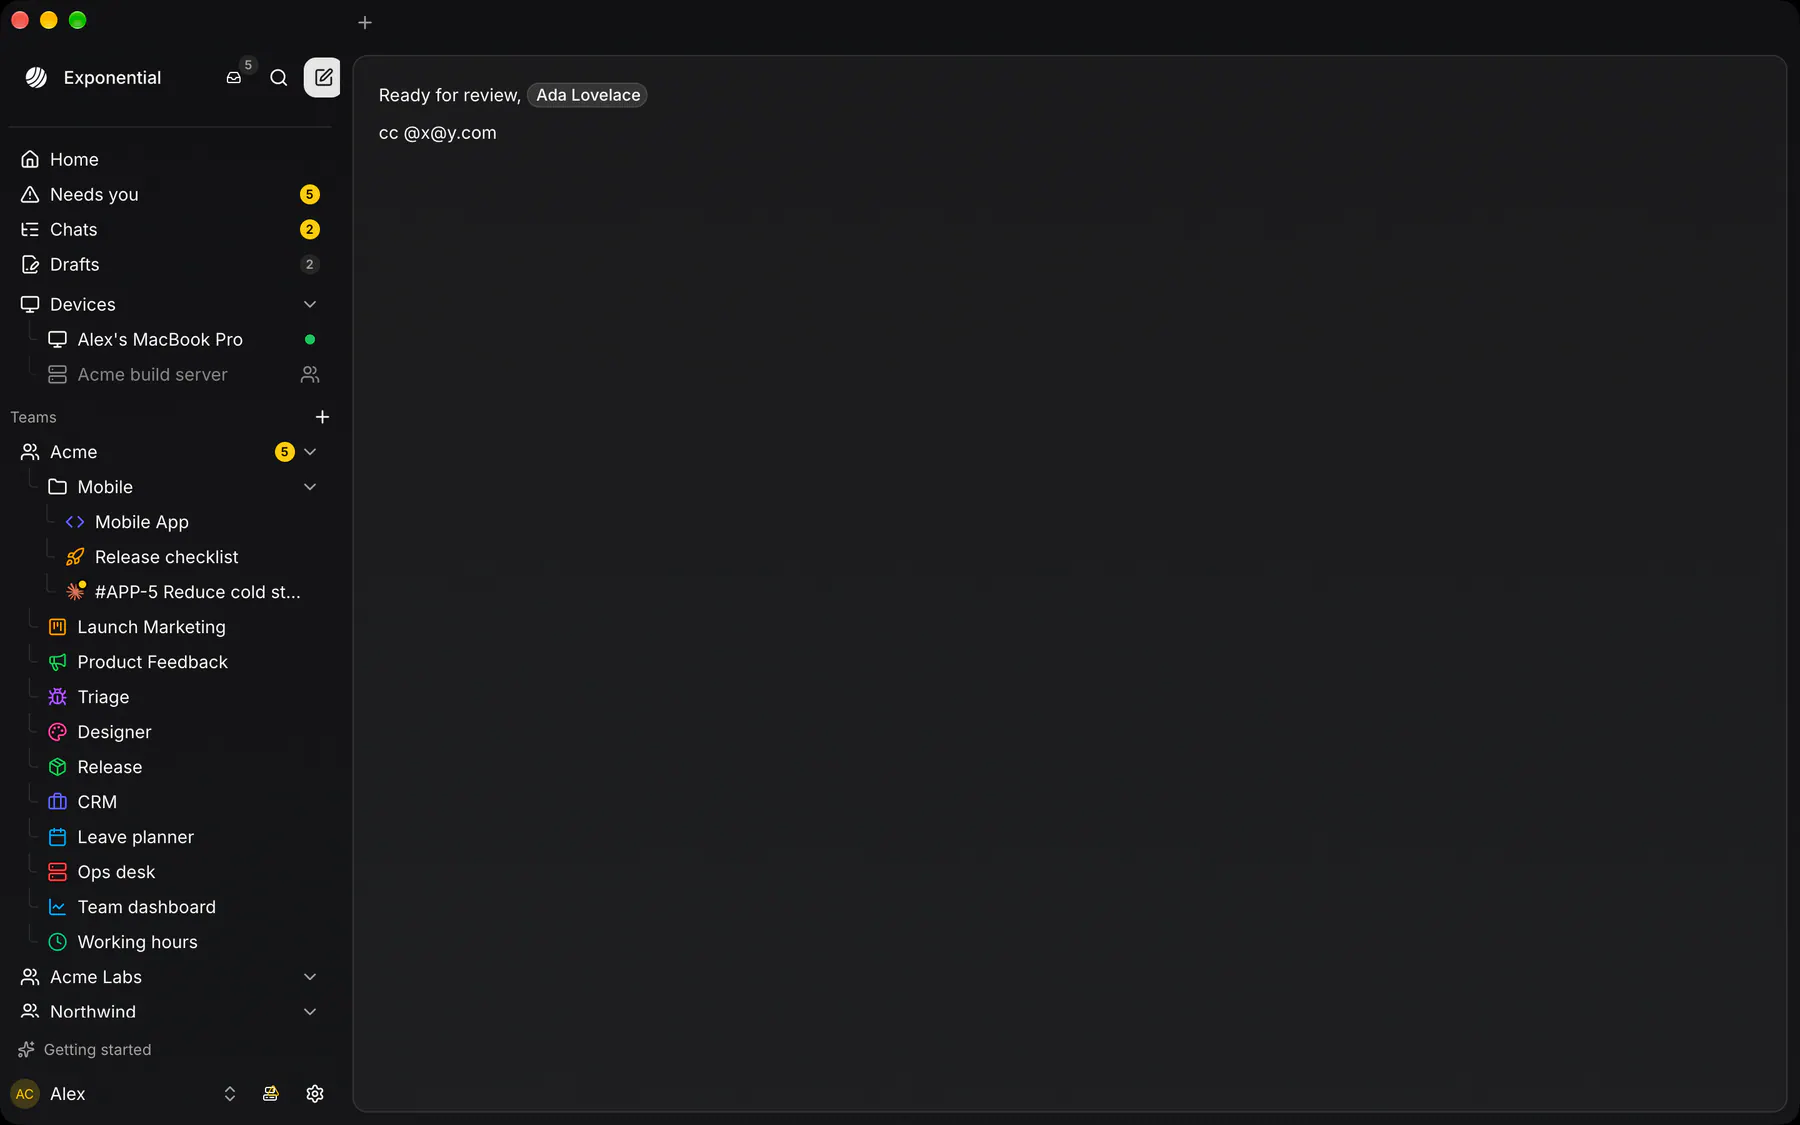 Exponential
5
Home
Needs you 5
Chats 2
Drafts 2
Devices
Alex's MacBook Pro
Acme build server
Teams
Acme 5
Mobile
Mobile App
Release checklist
#APP-5 Reduce cold st...
Launch Marketing
Product Feedback
Triage
Designer
Release
CRM
Leave planner
Ops desk
Team dashboard
Working hours
Acme Labs
Northwind
Getting started
AC Alex
Ready for review, Ada Lovelace
cc @x@y.com